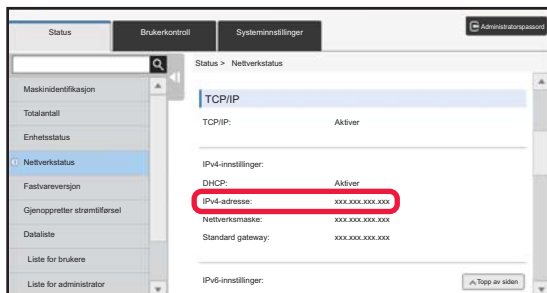 Status Brukerkontroll Systeminnstillinger Administratorspassord
Status > Nettverkstatus
Maskinidentifikasjon
Totalantall
Enhetsstatus
Nettverkstatus
Fastvareversjon
Gjenoppretter strømtilførsel
Dataliste
Liste for brukere
Liste for administrator
TCP/IP
TCP/IP: Aktiver
IPv4-innstilling:
DHCP: Aktiver
IPv4-adresse: xxx.xxx.xxx.xxx
Nettverksmaske: xxx.xxx.xxx.xxx
Standard gateway: xxx.xxx.xxx.xxx
IPv6-innstillinger: Topp av siden